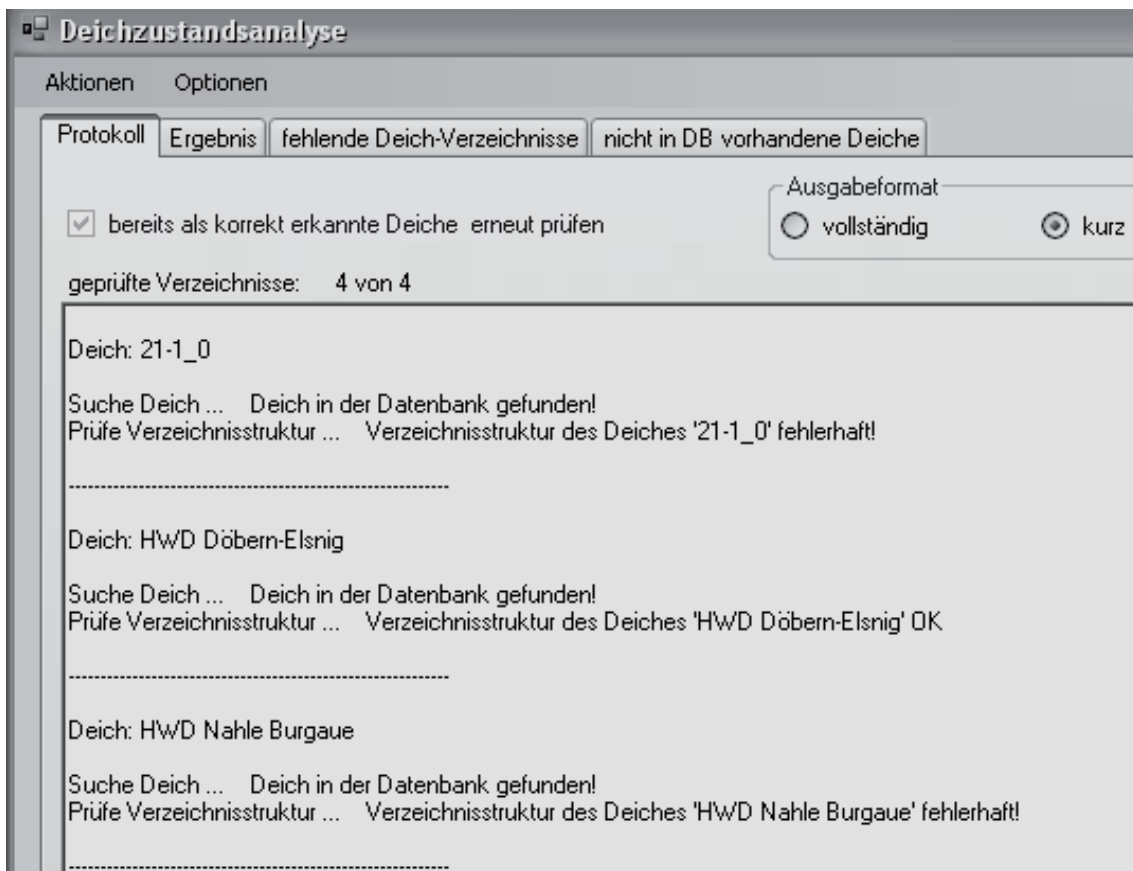 Deichzustandsanalyse
Aktionen Optionen
Protokoll Ergebnis fehlende Deich-Verzeichnisse nicht in DB vorhandene Deiche
Ausgabeformat
bereits als korrekt erkannte Deiche erneut prüfen vollständig kurz
geprüfte Verzeichnisse: 4 von 4
Deich: 21-1_0
Suche Deich ... Deich in der Datenbank gefunden!
Prüfe Verzeichnisstruktur ... Verzeichnisstruktur des Deiches '21-1_0' fehlerhaft!
------------------------------------------------------------
Deich: HWD Döbern-Elsnig
Suche Deich ... Deich in der Datenbank gefunden!
Prüfe Verzeichnisstruktur ... Verzeichnisstruktur des Deiches 'HWD Döbern-Elsnig' OK
------------------------------------------------------------
Deich: HWD Nahle Burgaue
Suche Deich ... Deich in der Datenbank gefunden!
Prüfe Verzeichnisstruktur ... Verzeichnisstruktur des Deiches 'HWD Nahle Burgaue' fehlerhaft!
------------------------------------------------------------